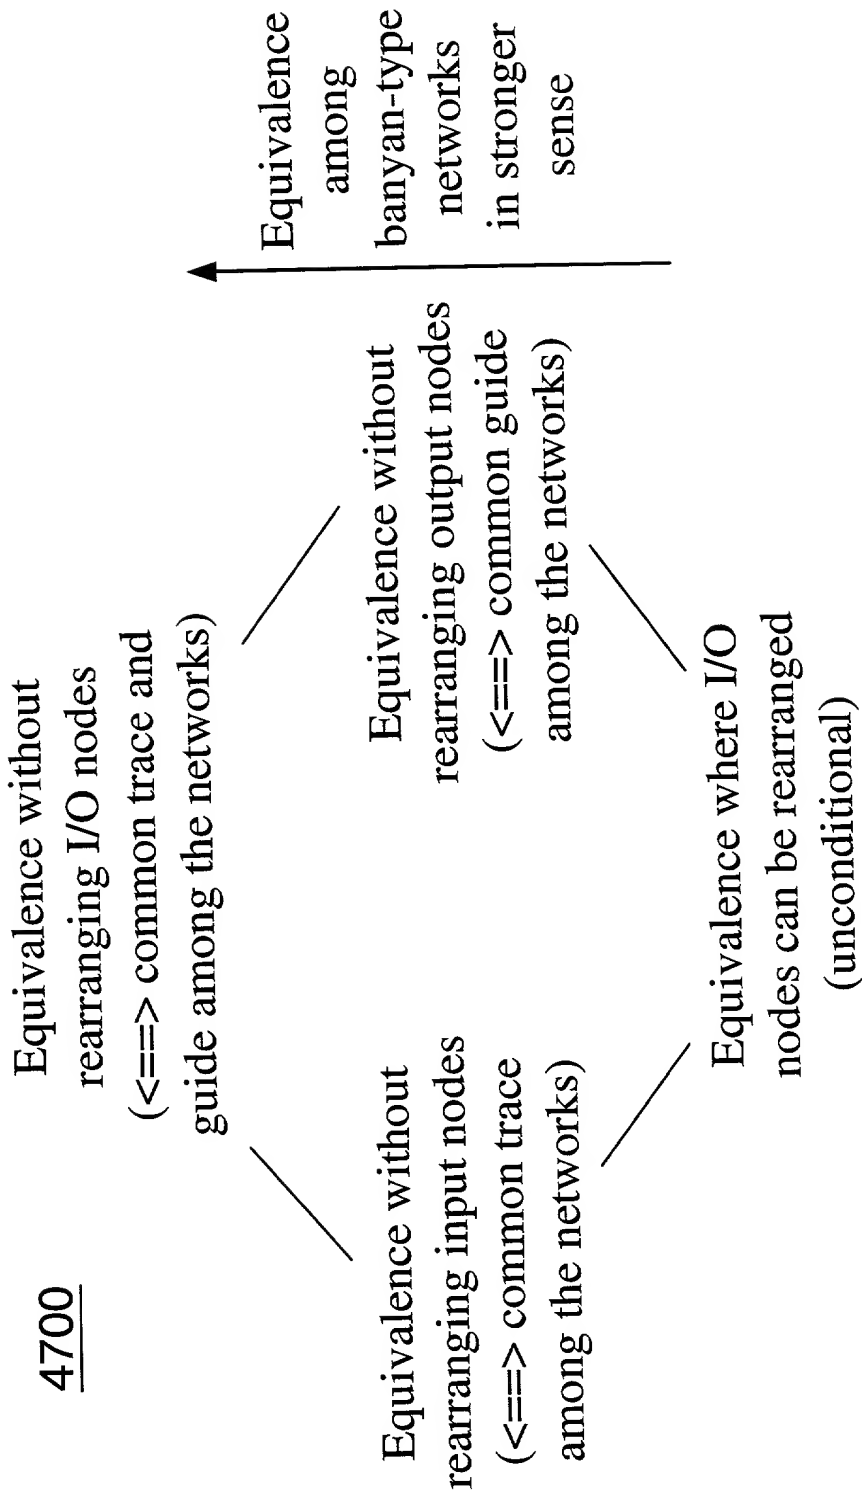 4700
Equivalence without
rearranging I/O nodes
(<==> common trace and
guide among the networks)
Equivalence without
rearranging input nodes
(<==> common trace
among the networks)
Equivalence without
rearranging output nodes
(<==> common guide
among the networks)
Equivalence where I/O
nodes can be rearranged
(unconditional)
Equivalence
among
banyan-type
networks
in stronger
sense